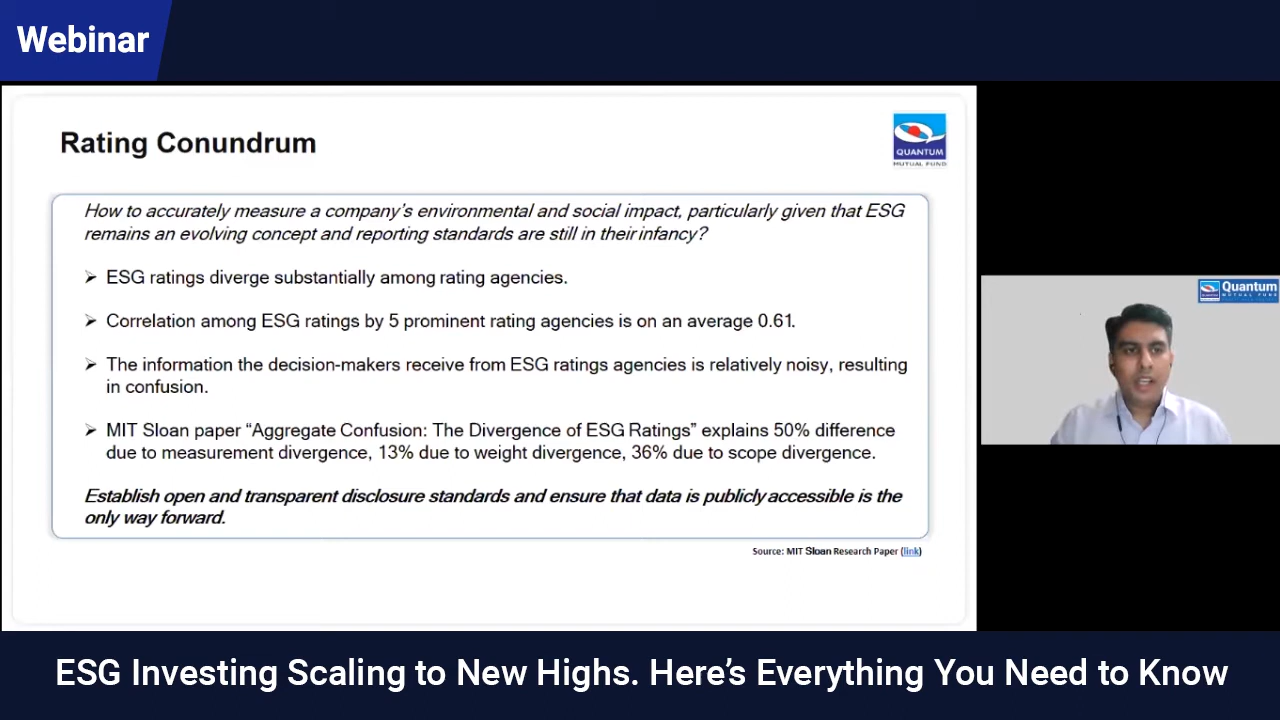 Webinar
Rating Conundrum
QUANTUM
MUTUAL FUND
How to accurately measure a company's environmental and social impact, particularly given that ESG
remains an evolving concept and reporting standards are still in their infancy?
➢ ESG ratings diverge substantially among rating agencies.
➢ Correlation among ESG ratings by 5 prominent rating agencies is on an average 0.61.
➢ The information the decision-makers receive from ESG ratings agencies is relatively noisy, resulting
in confusion.
➢ MIT Sloan paper “Aggregate Confusion: The Divergence of ESG Ratings” explains 50% difference
due to measurement divergence, 13% due to weight divergence, 36% due to scope divergence.
Establish open and transparent disclosure standards and ensure that data is publicly accessible is the
only way forward.
Source: MIT Sloan Research Paper (link)
Quantum
MUTUAL FUND
ESG Investing Scaling to New Highs. Here's Everything You Need to Know